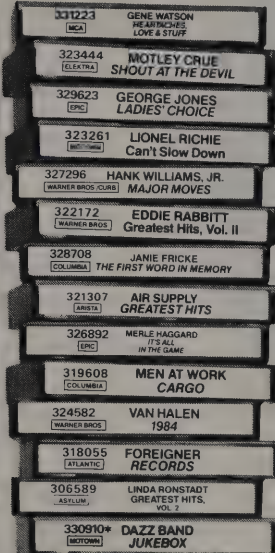 331223 GENE WATSON
MCA HEARTACHES,
LOVE & STUFF
323444 MOTLEY CRUE
ELEKTRA SHOUT AT THE DEVIL
329623 GEORGE JONES
EPIC LADIES' CHOICE
323261 LIONEL RICHIE
MOTOWN Can't Slow Down
327296 HANK WILLIAMS, JR.
WARNER BROS./CURB MAJOR MOVES
322172 EDDIE RABBITT
WARNER BROS Greatest Hits, Vol. II
328708 JANIE FRICKE
COLUMBIA THE FIRST WORD IN MEMORY
321307 AIR SUPPLY
ARISTA GREATEST HITS
326892 MERLE HAGGARD
EPIC IT'S ALL
IN THE GAME
319608 MEN AT WORK
COLUMBIA CARGO
324582 VAN HALEN
WARNER BROS 1984
318055 FOREIGNER
ATLANTIC RECORDS
306589 LINDA RONSTADT
ASYLUM GREATEST HITS,
VOL 2
330910* DAZZ BAND
MOTOWN JUKEBOX